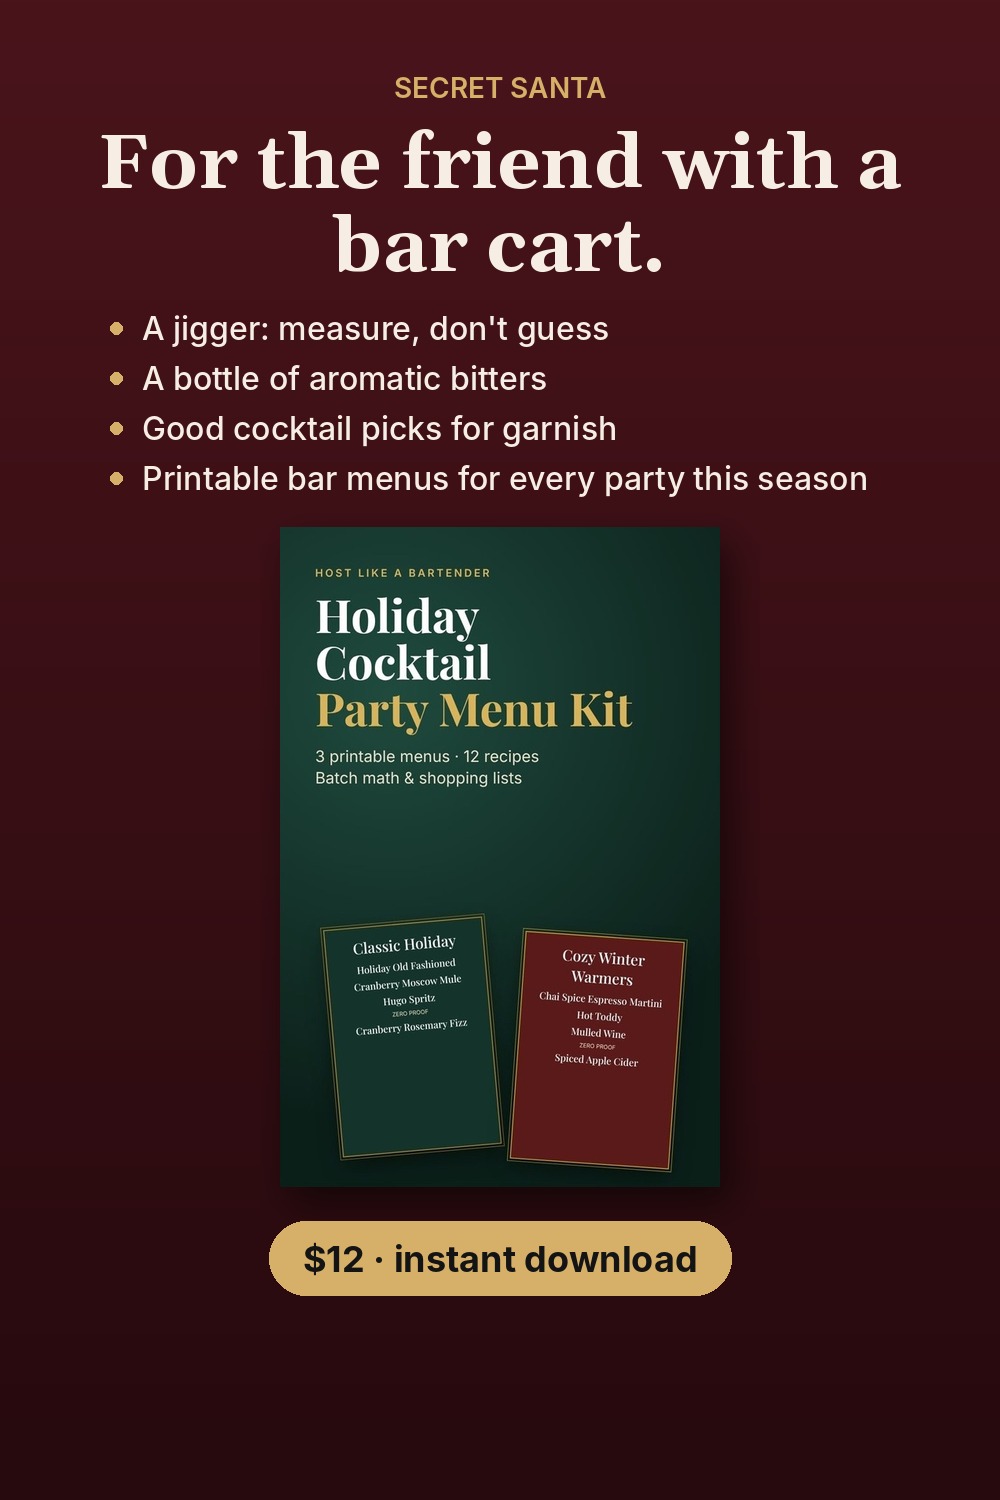 SECRET SANTA
For the friend with a
bar cart.
A jigger: measure, don't guess
A bottle of aromatic bitters
Good cocktail picks for garnish
Printable bar menus for every party this season
HOST LIKE A BARTENDER
Holiday
Cocktail
Party Menu Kit
3 printable menus · 12 recipes
Batch math & shopping lists
Classic Holiday
Holiday Old Fashioned
Cranberry Moscow Mule
Hugo Spritz
ZERO PROOF
Cranberry Rosemary Fizz
Cozy Winter
Warmers
Chai Spice Espresso Martini
Hot Toddy
Mulled Wine
ZERO PROOF
Spiced Apple Cider
$12 · instant download